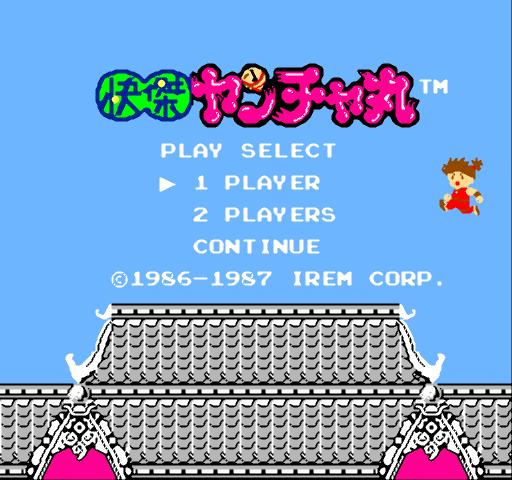 快傑ヤンチャ丸™
PLAY SELECT
▶ 1 PLAYER
2 PLAYERS
CONTINUE
©1986-1987 IREM CORP.